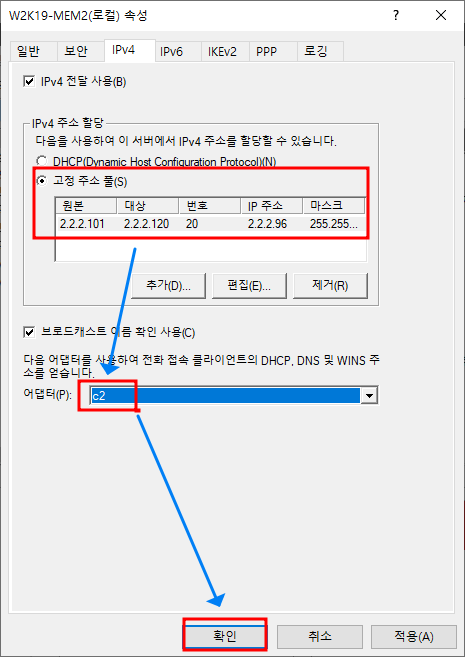 W2K19-MEM2(로컬) 속성
일반 보안 IPv4 IPv6 IKEv2 PPP 로깅
IPv4 전달 사용(B)
IPv4 주소 할당
다음을 사용하여 이 서버에서 IPv4 주소를 할당할 수 있습니다.
DHCP(Dynamic Host Configuration Protocol)(N)
고정 주소 풀(S)
원본 대상 번호 IP 주소 마스크
2.2.2.101 2.2.2.120 20 2.2.2.96 255.255...
추가(D)... 편집(E)... 제거(R)
브로드캐스트 이름 확인 사용(C)
다음 어댑터를 사용하여 전화 접속 클라이언트의 DHCP, DNS 및 WINS 주
소를 얻습니다.
어댑터(P): c2
확인 취소 적용(A)